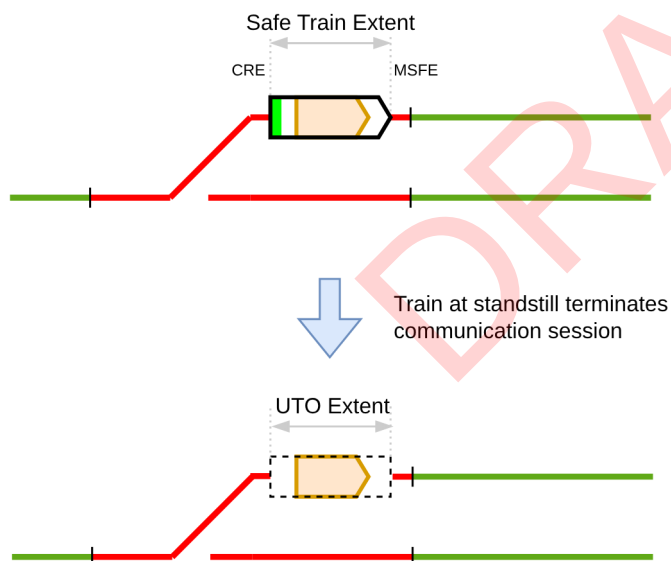 Safe Train Extent
CRE
MSFE
Train at standstill terminates
communication session
UTO Extent
DRA